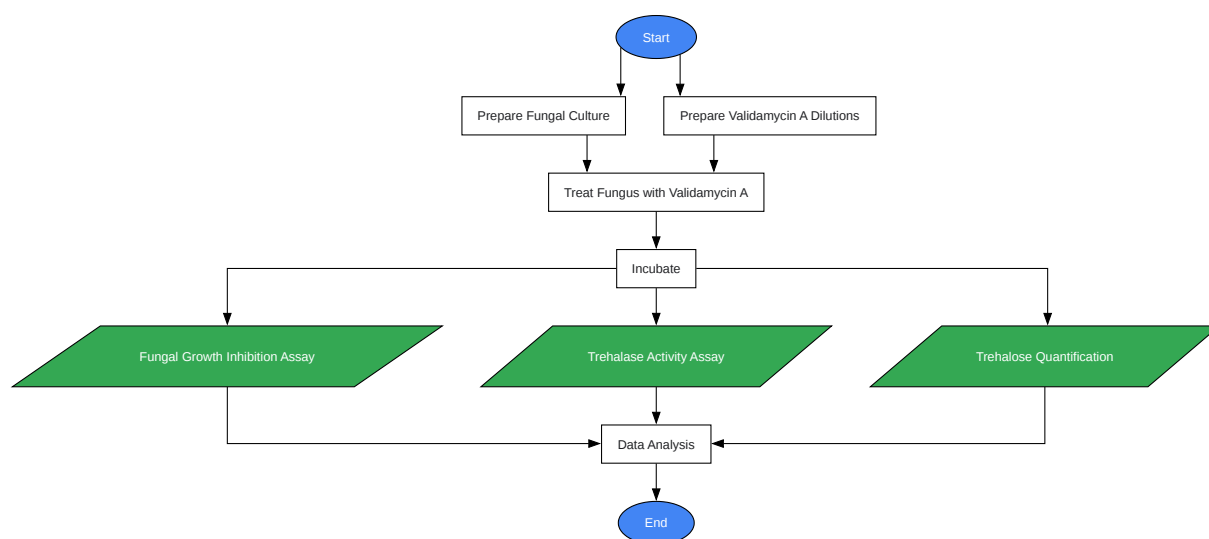 Start
Prepare Fungal Culture
Prepare Validamycin A Dilutions
Treat Fungus with Validamycin A
Incubate
Fungal Growth Inhibition Assay
Trehalase Activity Assay
Trehalose Quantification
Data Analysis
End